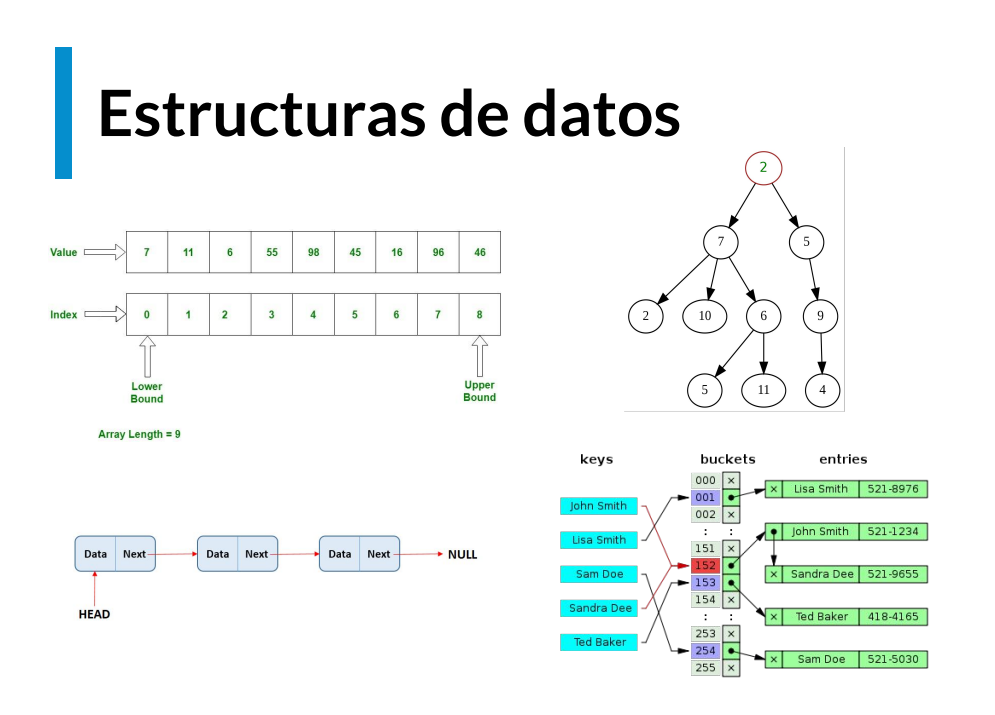 Estructuras de datos
Value 7 11 6 55 98 45 16 96 46
Index 0 1 2 3 4 5 6 7 8
Lower
Bound
Upper
Bound
Array Length = 9
2
7 5
2 10 6 9
5 11 4
Data Next Data Next Data Next NULL
HEAD
keys buckets entries
John Smith
Lisa Smith
Sam Doe
Sandra Dee
Ted Baker
000 ×
001
002 ×
: :
151 ×
152
153
154 ×
: :
253 ×
254
255 ×
× Lisa Smith 521-8976
John Smith 521-1234
× Sandra Dee 521-9655
× Ted Baker 418-4165
× Sam Doe 521-5030